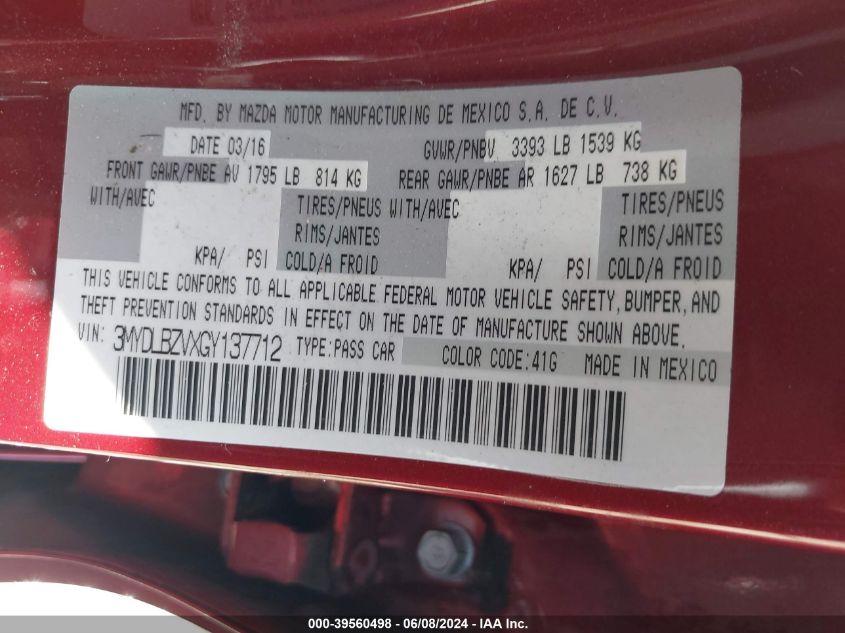 MFD. BY MAZDA MOTOR MANUFACTURING DE MEXICO S.A. DE C.V.
DATE 03/16 GVWR/PNBV 3393 LB 1539 KG
FRONT GAWR/PNBE AV 1795 LB 814 KG REAR GAWR/PNBE AR 1627 LB 738 KG
WITH/AVEC TIRES/PNEUS WITH/AVEC TIRES/PNEUS
RIMS/JANTES RIMS/JANTES
KPA/ PSI COLD/A FROID KPA/ PSI COLD/A FROID
THIS VEHICLE CONFORMS TO ALL APPLICABLE FEDERAL MOTOR VEHICLE SAFETY, BUMPER, AND
THEFT PREVENTION STANDARDS IN EFFECT ON THE DATE OF MANUFACTURE SHOWN ABOVE.
VIN: 3MYDLBZVXGY137712 TYPE:PASS CAR COLOR CODE:41G MADE IN MEXICO
000-39560498 - 06/08/2024 - IAA Inc.